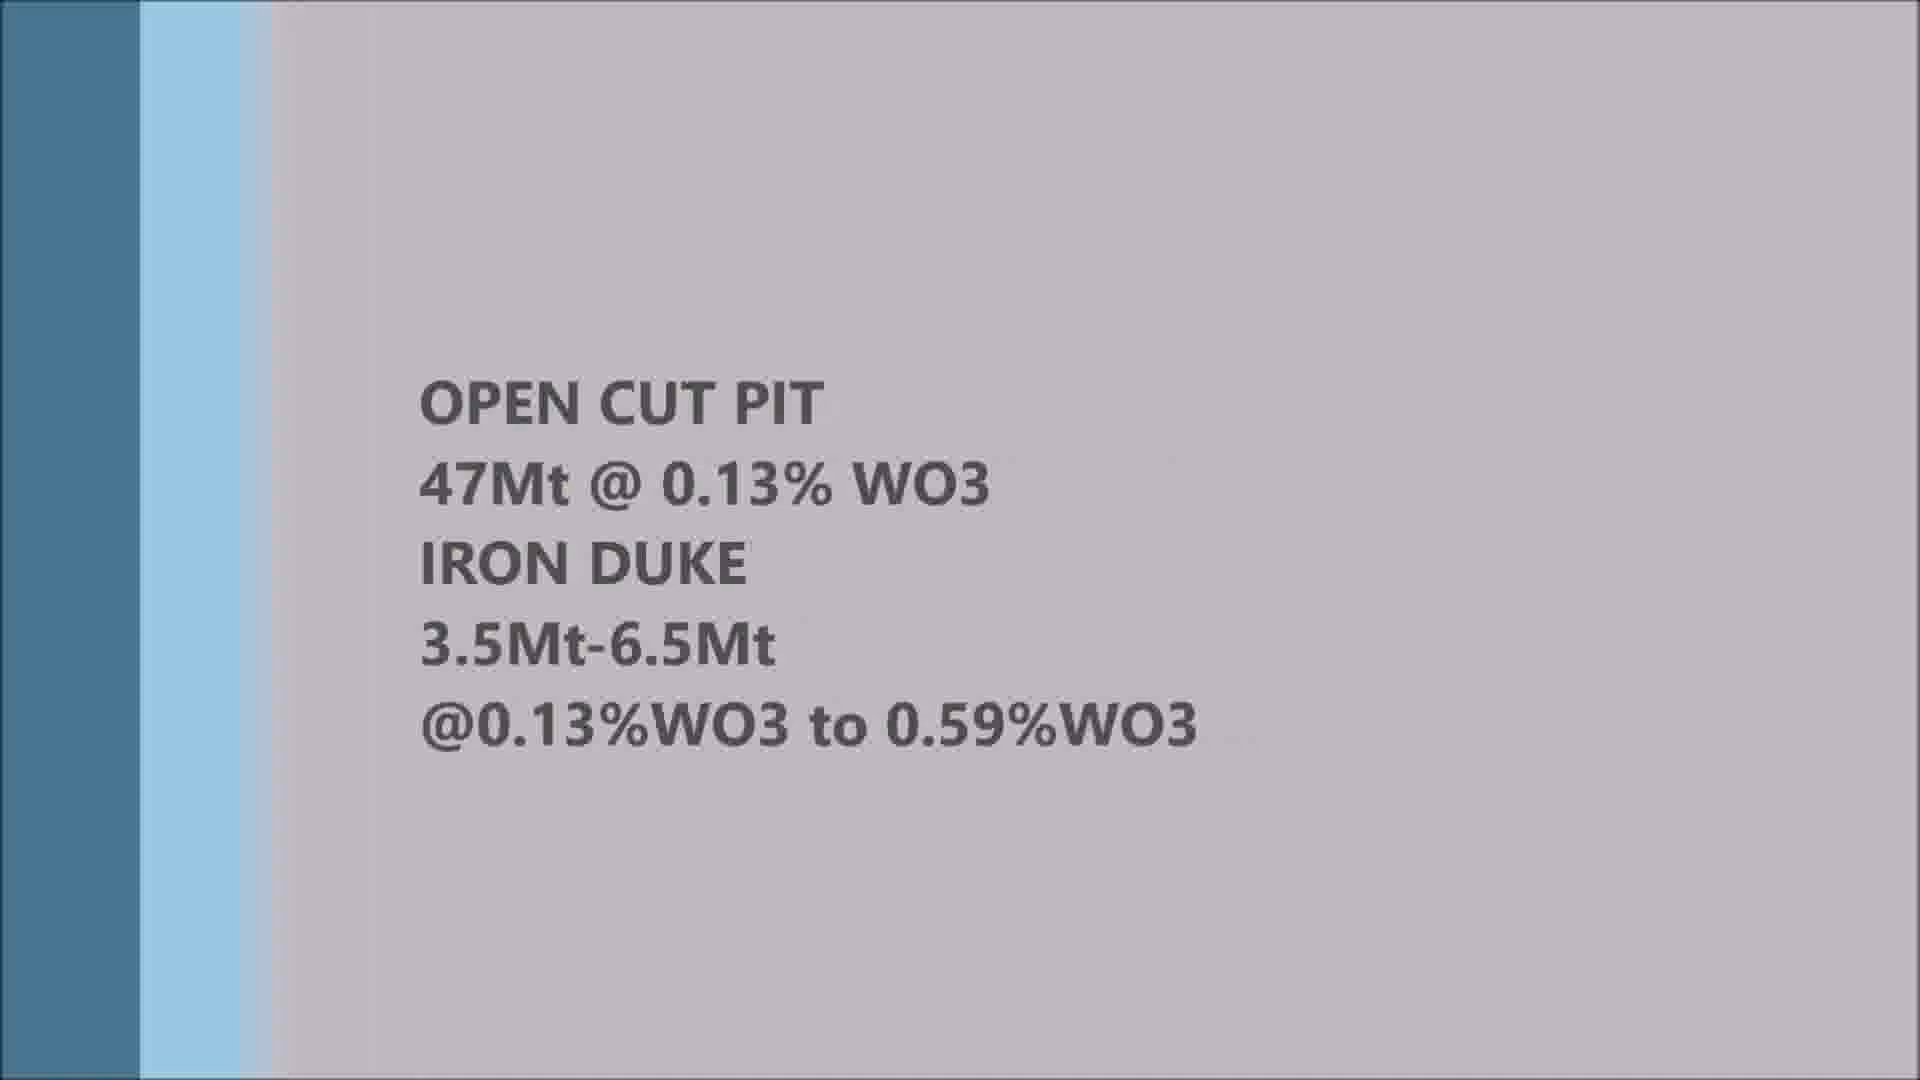 OPEN CUT PIT
47Mt @ 0.13% WO3
IRON DUKE
3.5Mt-6.5Mt
@0.13%WO3 to 0.59%WO3